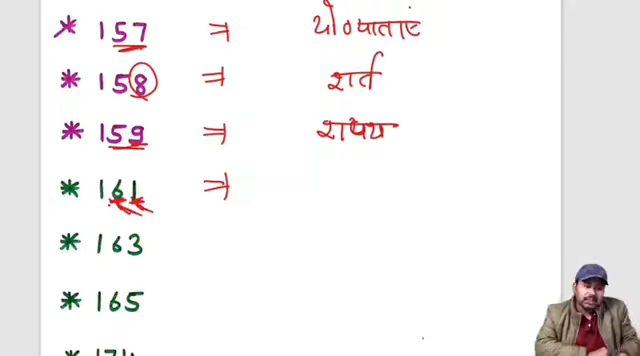 * 157 ⇒ योग्यताएं
* 158 ⇒ शर्त
* 159 ⇒ शपथ
* 161 ⇒
* 163
* 165